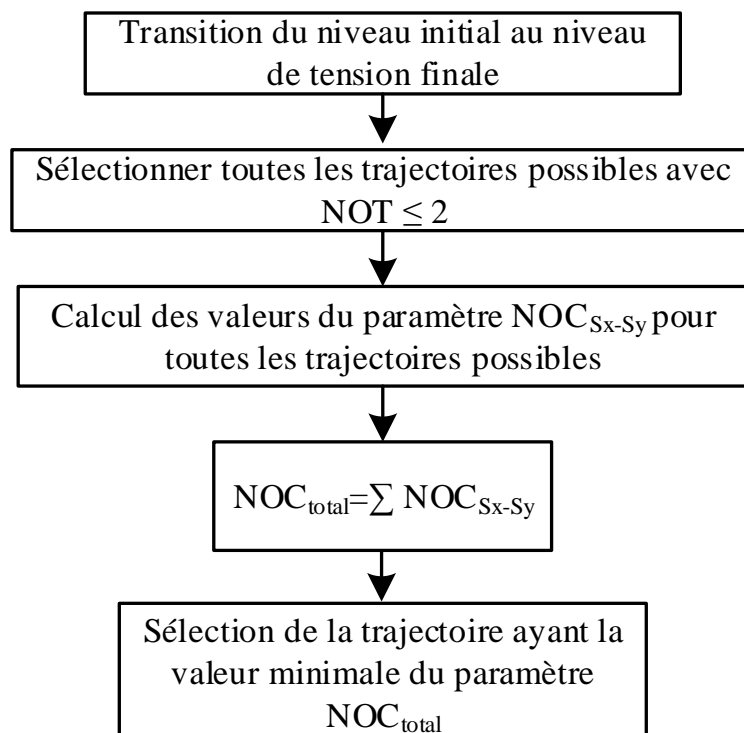 Transition du niveau initial au niveau
de tension finale
Sélectionner toutes les trajectoires possibles avec
NOT ≤ 2
Calcul des valeurs du paramètre NOCSx-Sy pour
toutes les trajectoires possibles
NOCtotal=∑ NOCSx-Sy
Sélection de la trajectoire ayant la
valeur minimale du paramètre
NOCtotal